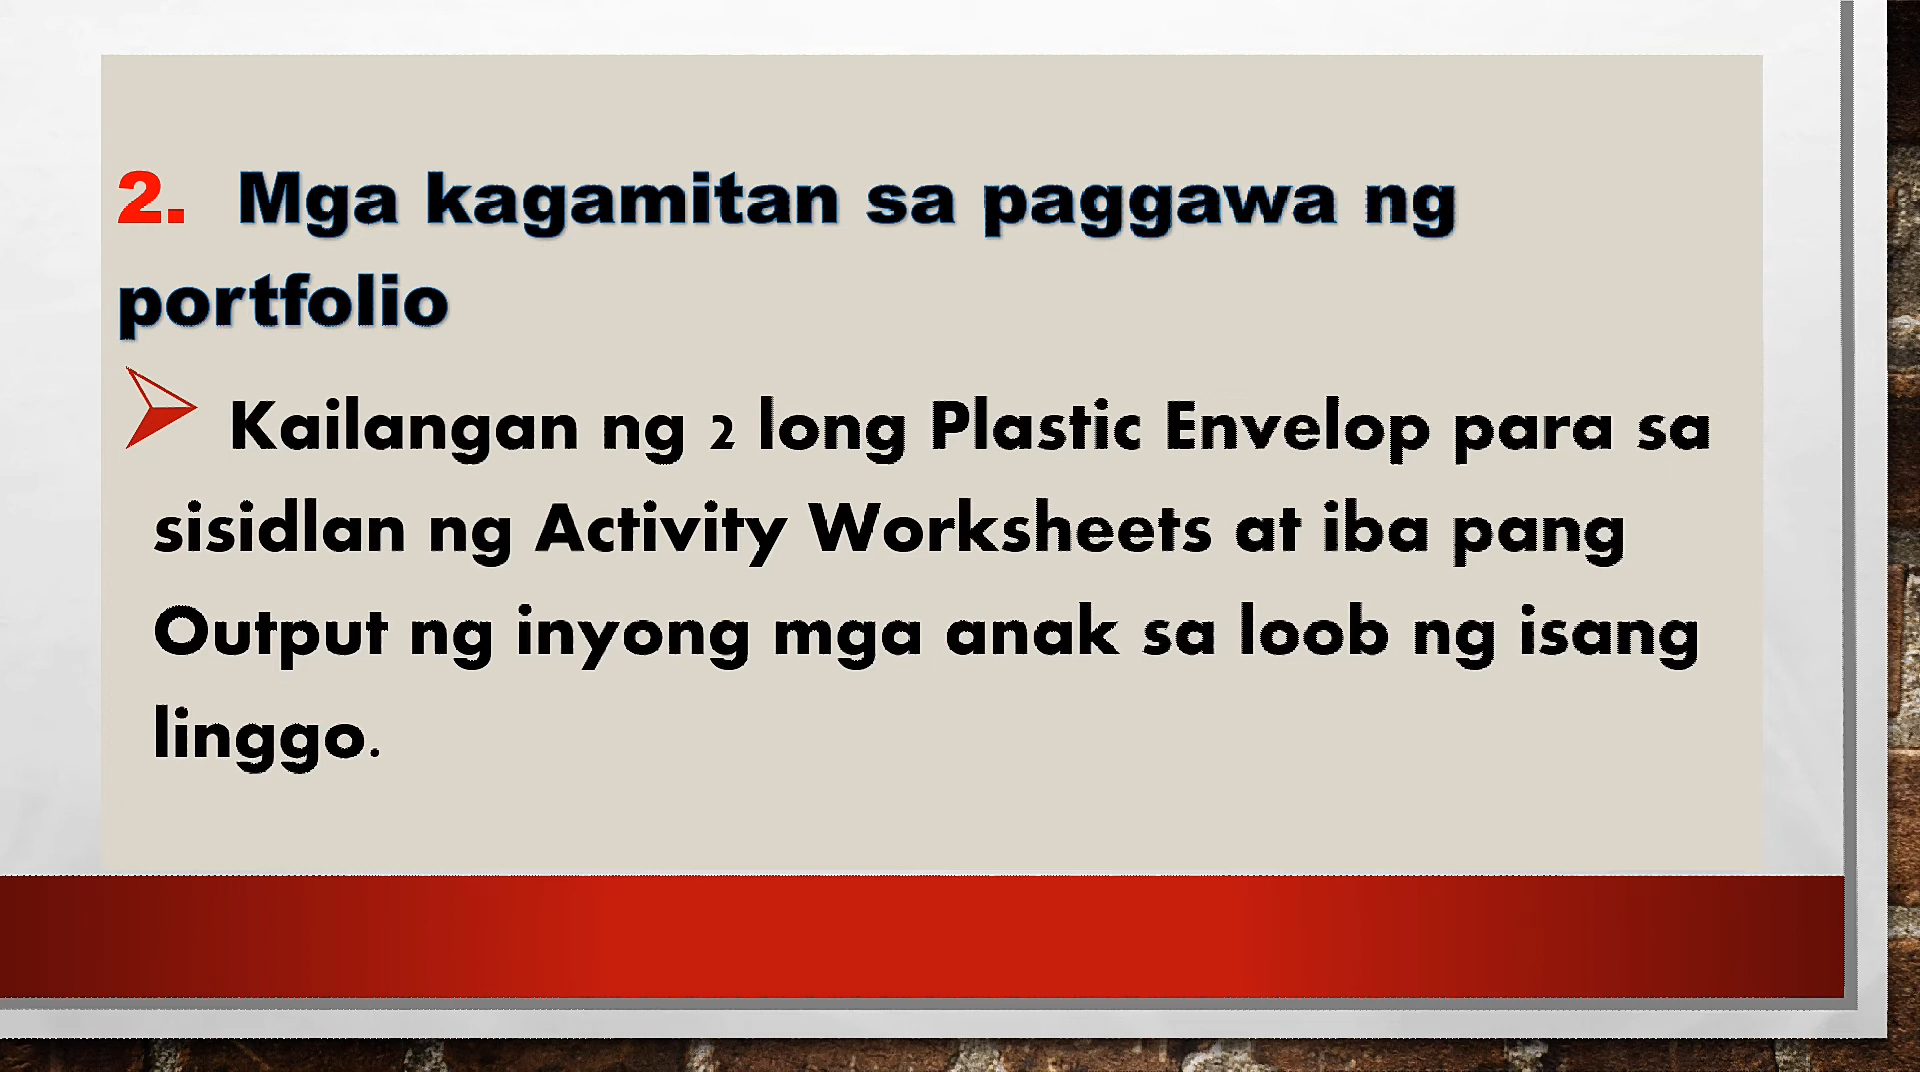 2. Mga kagamitan sa paggawa ng
portfolio
Kailangan ng 2 long Plastic Envelop para sa
sisidlan ng Activity Worksheets at iba pang
Output ng inyong mga anak sa loob ng isang
linggo.